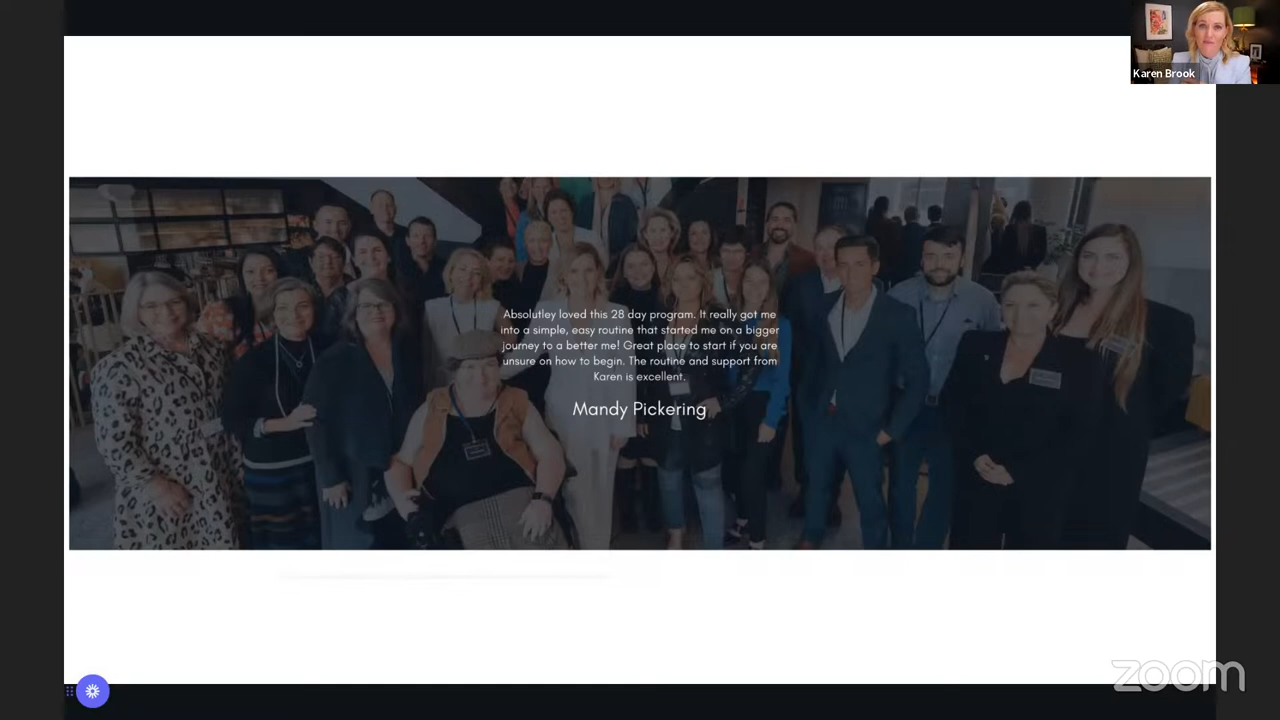 Karen Brook
Absolutley loved this 28 day program. It really got me
into a simple, easy routine that started me on a bigger
journey to a better me! Great place to start if you are
unsure on how to begin. The routine and support from
Karen is excellent.
Mandy Pickering
zoom